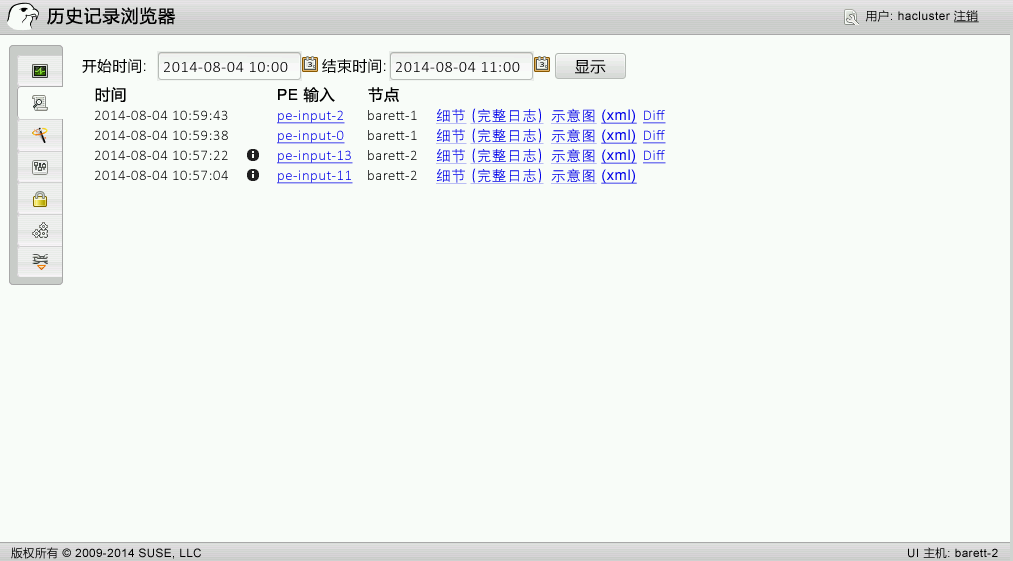 历史记录浏览器 用户: hacluster 注销
开始时间: 2014-08-04 10:00 结束时间: 2014-08-04 11:00 显示
时间 PE 输入 节点
2014-08-04 10:59:43 pe-input-2 barett-1 细节 (完整日志) 示意图 (xml) Diff
2014-08-04 10:59:38 pe-input-0 barett-1 细节 (完整日志) 示意图 (xml) Diff
2014-08-04 10:57:22 pe-input-13 barett-2 细节 (完整日志) 示意图 (xml) Diff
2014-08-04 10:57:04 pe-input-11 barett-2 细节 (完整日志) 示意图 (xml)
版权所有 © 2009-2014 SUSE, LLC UI 主机: barett-2